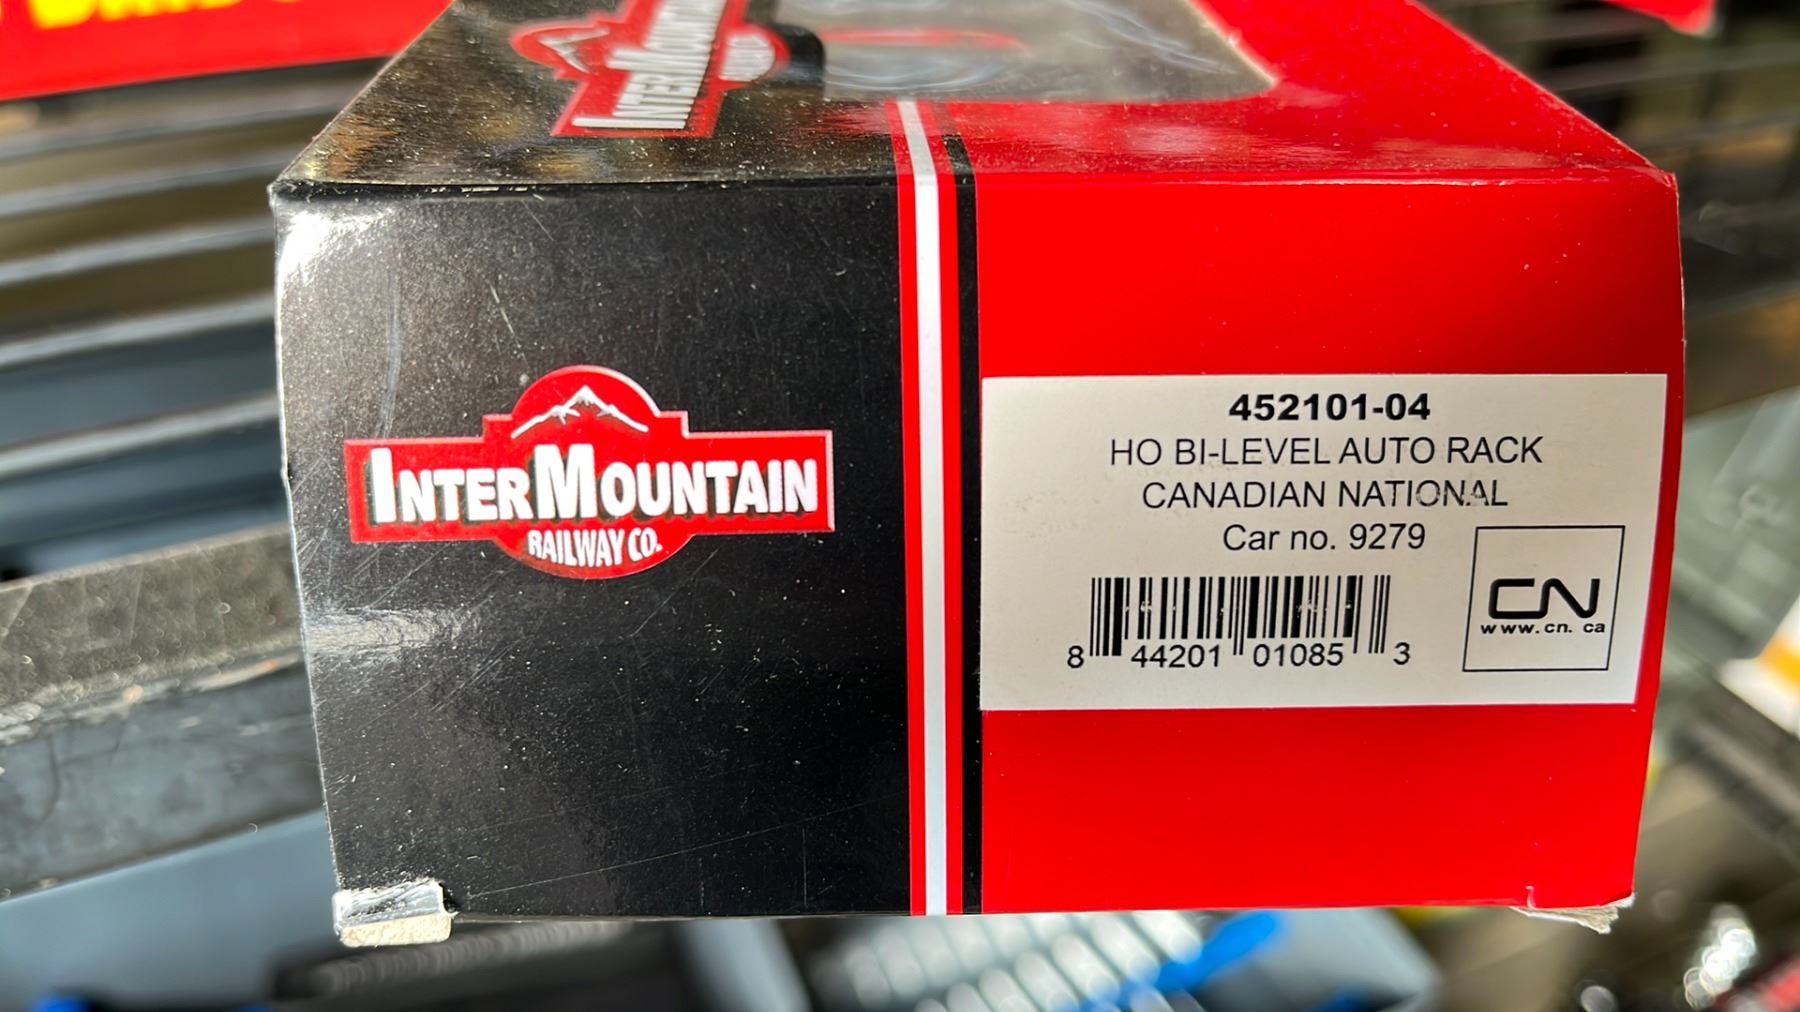 INTERMOUNTAIN
INTERMOUNTAIN
RAILWAY CO.
452101-04
HO BI-LEVEL AUTO RACK
CANADIAN NATIONAL
Car no. 9279
CN
www.cn. ca
8 44201 01085 3